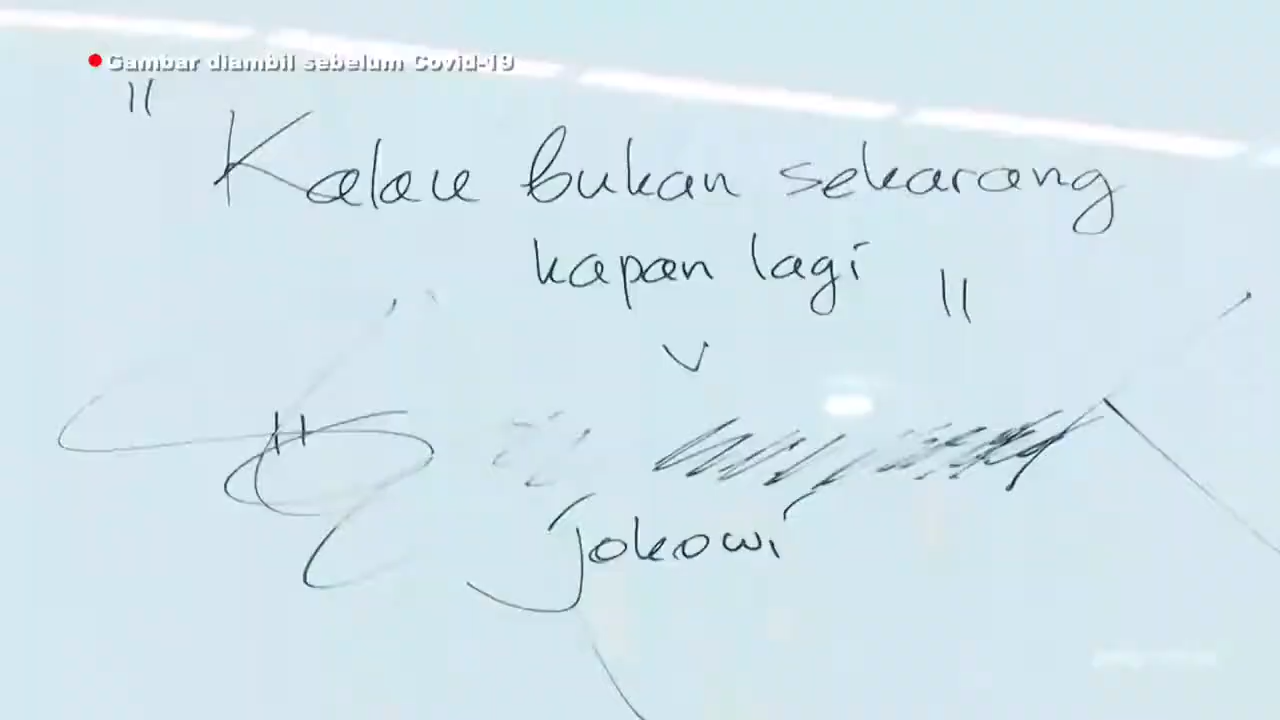 Gambar diambil sebelum Covid-19
" Kalau bukan sekarang
kapan lagi "
jokowi